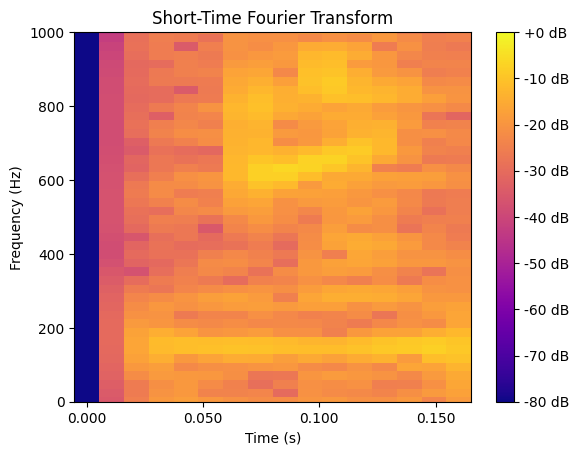 Short-Time Fourier Transform
1000
800
600
400
200
0
Frequency (Hz)
0.000
0.050
0.100
0.150
Time (s)
+0 dB
-10 dB
-20 dB
-30 dB
-40 dB
-50 dB
-60 dB
-70 dB
-80 dB